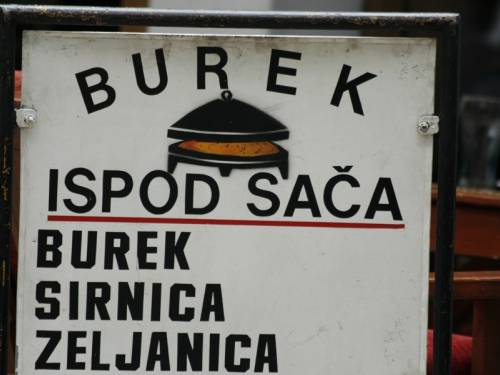 BUREK
ISPOD SAČA
BUREK
SIRNICA
ZELJANICA